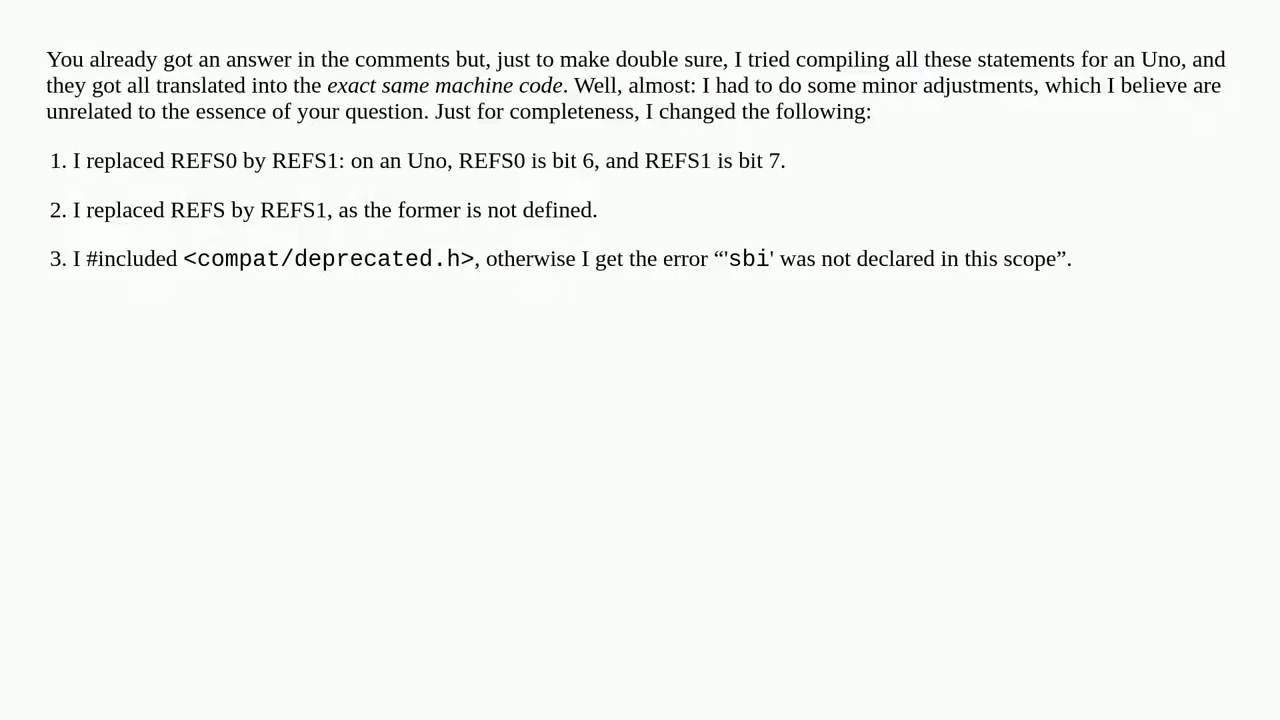 You already got an answer in the comments but, just to make double sure, I tried compiling all these statements for an Uno, and
they got all translated into the exact same machine code. Well, almost: I had to do some minor adjustments, which I believe are
unrelated to the essence of your question. Just for completeness, I changed the following:
1. I replaced REFS0 by REFS1: on an Uno, REFS0 is bit 6, and REFS1 is bit 7.
2. I replaced REFS by REFS1, as the former is not defined.
3. I #included <compat/deprecated.h>, otherwise I get the error “'sbi' was not declared in this scope”.